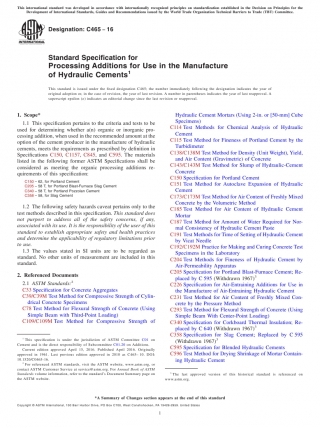 This international standard was developed in accordance with internationally recognized principles on standardization established in the Decision on Principles for the
Development of International Standards, Guides and Recommendations issued by the World Trade Organization Technical Barriers to Trade (TBT) Committee.
Designation: C465 − 16
INTERNATIONAL
Standard Specification for
Processing Additions for Use in the Manufacture
of Hydraulic Cements1
This standard is issued under the fixed designation C465; the number immediately following the designation indicates the year of
original adoption or, in the case of revision, the year of last revision. A number in parentheses indicates the year of last reapproval. A
superscript epsilon (ε) indicates an editorial change since the last revision or reapproval.
1. Scope*
1.1 This specification pertains to the criteria and tests to be
used for determining whether and organic or inorganic pro-
cessing addition, when used in the recommended amount at the
option of the cement producer in the manufacture of hydraulic
cements, meets the requirements as prescribed by definition in
Specifications C150, C1157, C845, and C595. The materials
listed in the following former ASTM Specifications shall be
considered as meeting the organic processing additions re-
quirements of this specification:
C150 – 61, for Portland Cement
C205 – 58 T, for Portland Blast-Furnace Slag Cement
C340 – 58 T, for Portland Pozzolan Cement
C358 – 58, for Slag Cement
1.2 The following safety hazards caveat pertains only to the
test methods described in this specification. This standard does
not purport to address all of the safety concerns, if any,
associated with its use. It is the responsibility of the user of this
standard to establish appropriate safety and health practices
and determine the applicability of regulatory limitations prior
to use.
1.3 The values stated in SI units are to be regarded as
standard. No other units of measurements are included in this
standard.
2. Referenced Documents
2.1 ASTM Standards:2
C33 Specification for Concrete Aggregates
C39/C39M Test Method for Compressive Strength of Cylin-
drical Concrete Specimens
C78 Test Method for Flexural Strength of Concrete (Using
Simple Beam with Third-Point Loading)
C109/C109M Test Method for Compressive Strength of
1 This specification is under the jurisdiction of ASTM Committee C01 on
Cement and is the direct responsibility of Subcommittee C01.20 on Additions.
Current edition approved April 15, 2016. Published April 2016. Originally
approved in 1961. Last previous edition approved in 2010 as C465–10. DOI:
10.1520/C0465-16.
2 For referenced ASTM standards, visit the ASTM website, www.astm.org, or
contact ASTM Customer Service at service@astm.org. For Annual Book of ASTM
Standards volume information, refer to the standard's Document Summary page on
the ASTM website.
Hydraulic Cement Mortars (Using 2-in. or [50-mm] Cube
Specimens)
C114 Test Methods for Chemical Analysis of Hydraulic
Cement
C115 Test Method for Fineness of Portland Cement by the
Turbidimeter
C138/C138M Test Method for Density (Unit Weight), Yield,
and Air Content (Gravimetric) of Concrete
C143/C143M Test Method for Slump of Hydraulic-Cement
Concrete
C150 Specification for Portland Cement
C151 Test Method for Autoclave Expansion of Hydraulic
Cement
C173/C173M Test Method for Air Content of Freshly Mixed
Concrete by the Volumetric Method
C185 Test Method for Air Content of Hydraulic Cement
Mortar
C187 Test Method for Amount of Water Required for Nor-
mal Consistency of Hydraulic Cement Paste
C191 Test Methods for Time of Setting of Hydraulic Cement
by Vicat Needle
C192/C192M Practice for Making and Curing Concrete Test
Specimens in the Laboratory
C204 Test Methods for Fineness of Hydraulic Cement by
Air-Permeability Apparatus
C205 Specification for Portland Blast-Furnace Cement; Re-
placed by C 595 (Withdrawn 1967)3
C226 Specification for Air-Entraining Additions for Use in
the Manufacture of Air-Entraining Hydraulic Cement
C231 Test Method for Air Content of Freshly Mixed Con-
crete by the Pressure Method
C293 Test Method for Flexural Strength of Concrete (Using
Simple Beam With Center-Point Loading)
C340 Specification for Corkboard Thermal Insulation; Re-
placed by C 640 (Withdrawn 1967)3
C358 Specification for Slag Cement; Replaced by C 595
(Withdrawn 1967)3
C595 Specification for Blended Hydraulic Cements
C596 Test Method for Drying Shrinkage of Mortar Contain-
ing Hydraulic Cement
3 The last approved version of this historical standard is referenced on
www.astm.org.
*A Summary of Changes section appears at the end of this standard
Copyright © ASTM International, 100 Barr Harbor Drive, PO Box C700, West Conshohocken, PA 19428-2959. United States
1